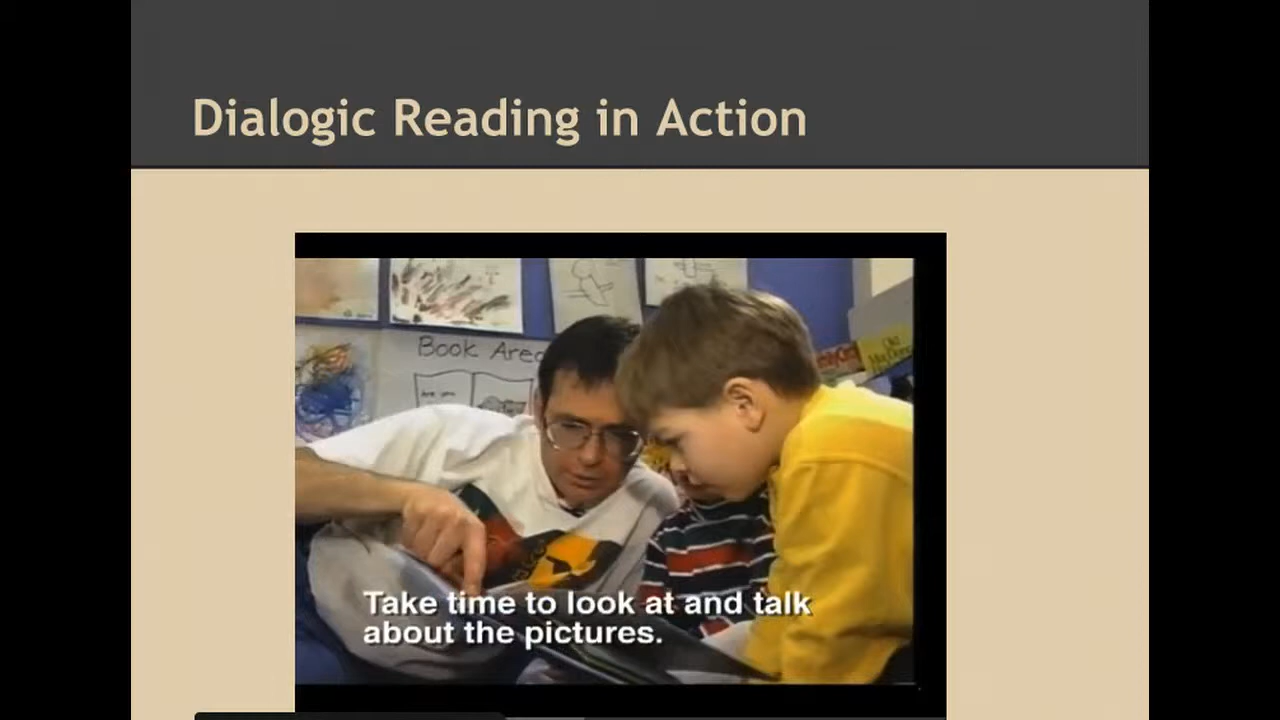 Dialogic Reading in Action
Book Area
Take time to look at and talk
about the pictures.